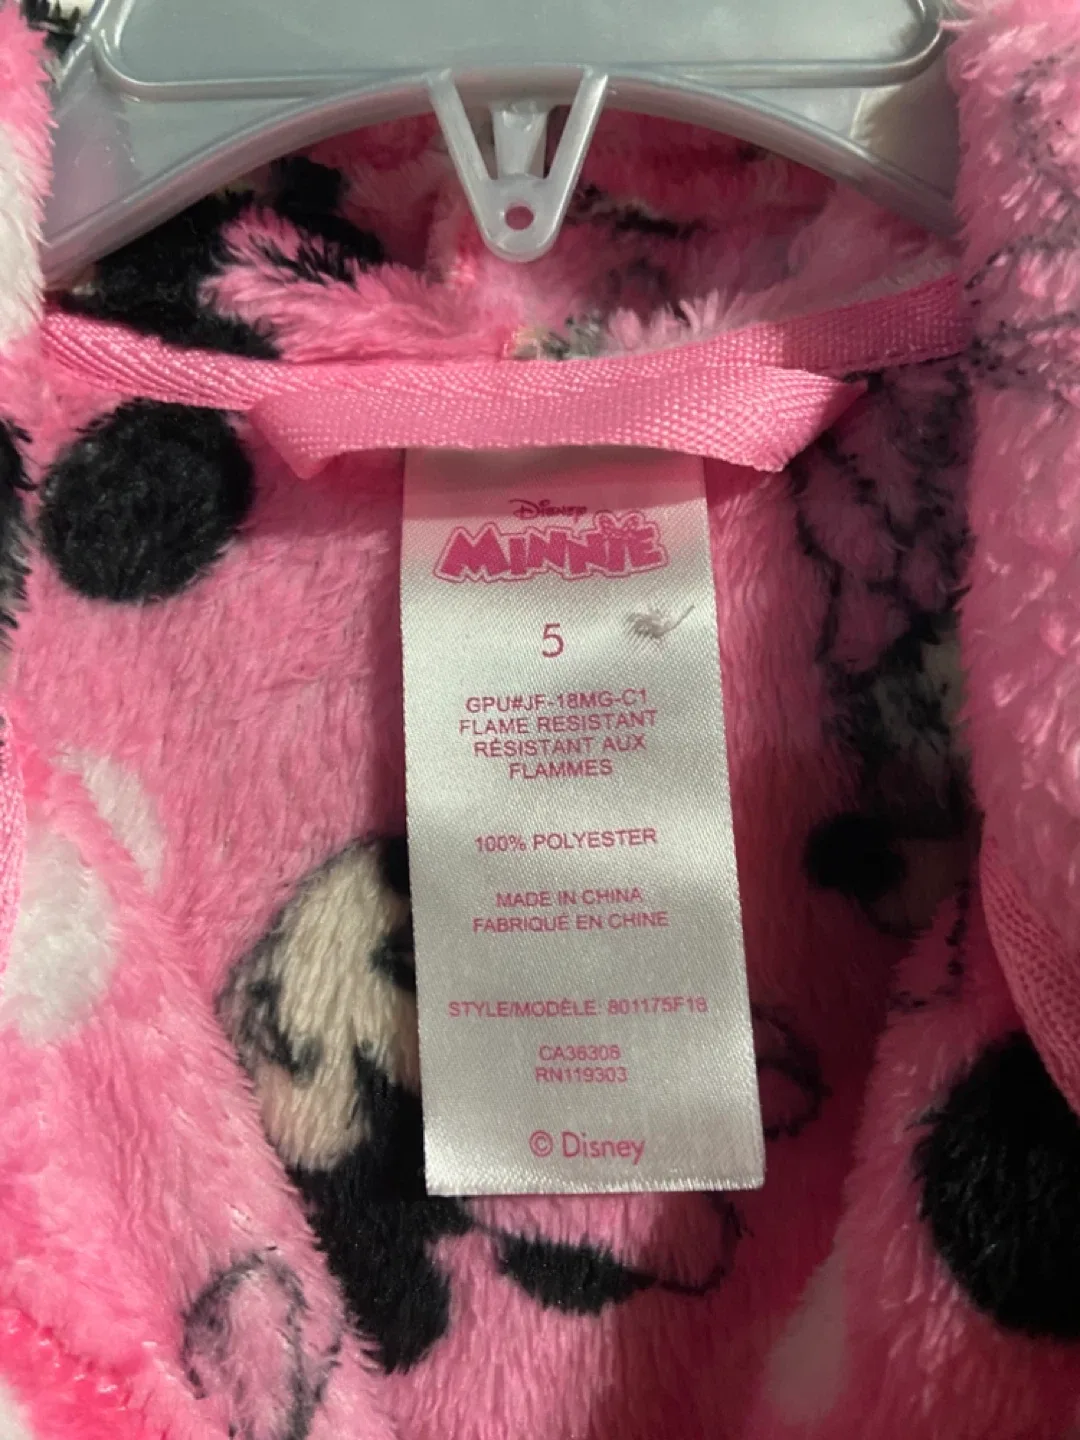 Disney
MINNIE
5
GPU#JF-18MG-C1
FLAME RESISTANT
RÉSISTANT AUX
FLAMMES
100% POLYESTER
MADE IN CHINA
FABRIQUÉ EN CHINE
STYLE/MODÈLE: 801175F18
CA36308
RN119303
© Disney